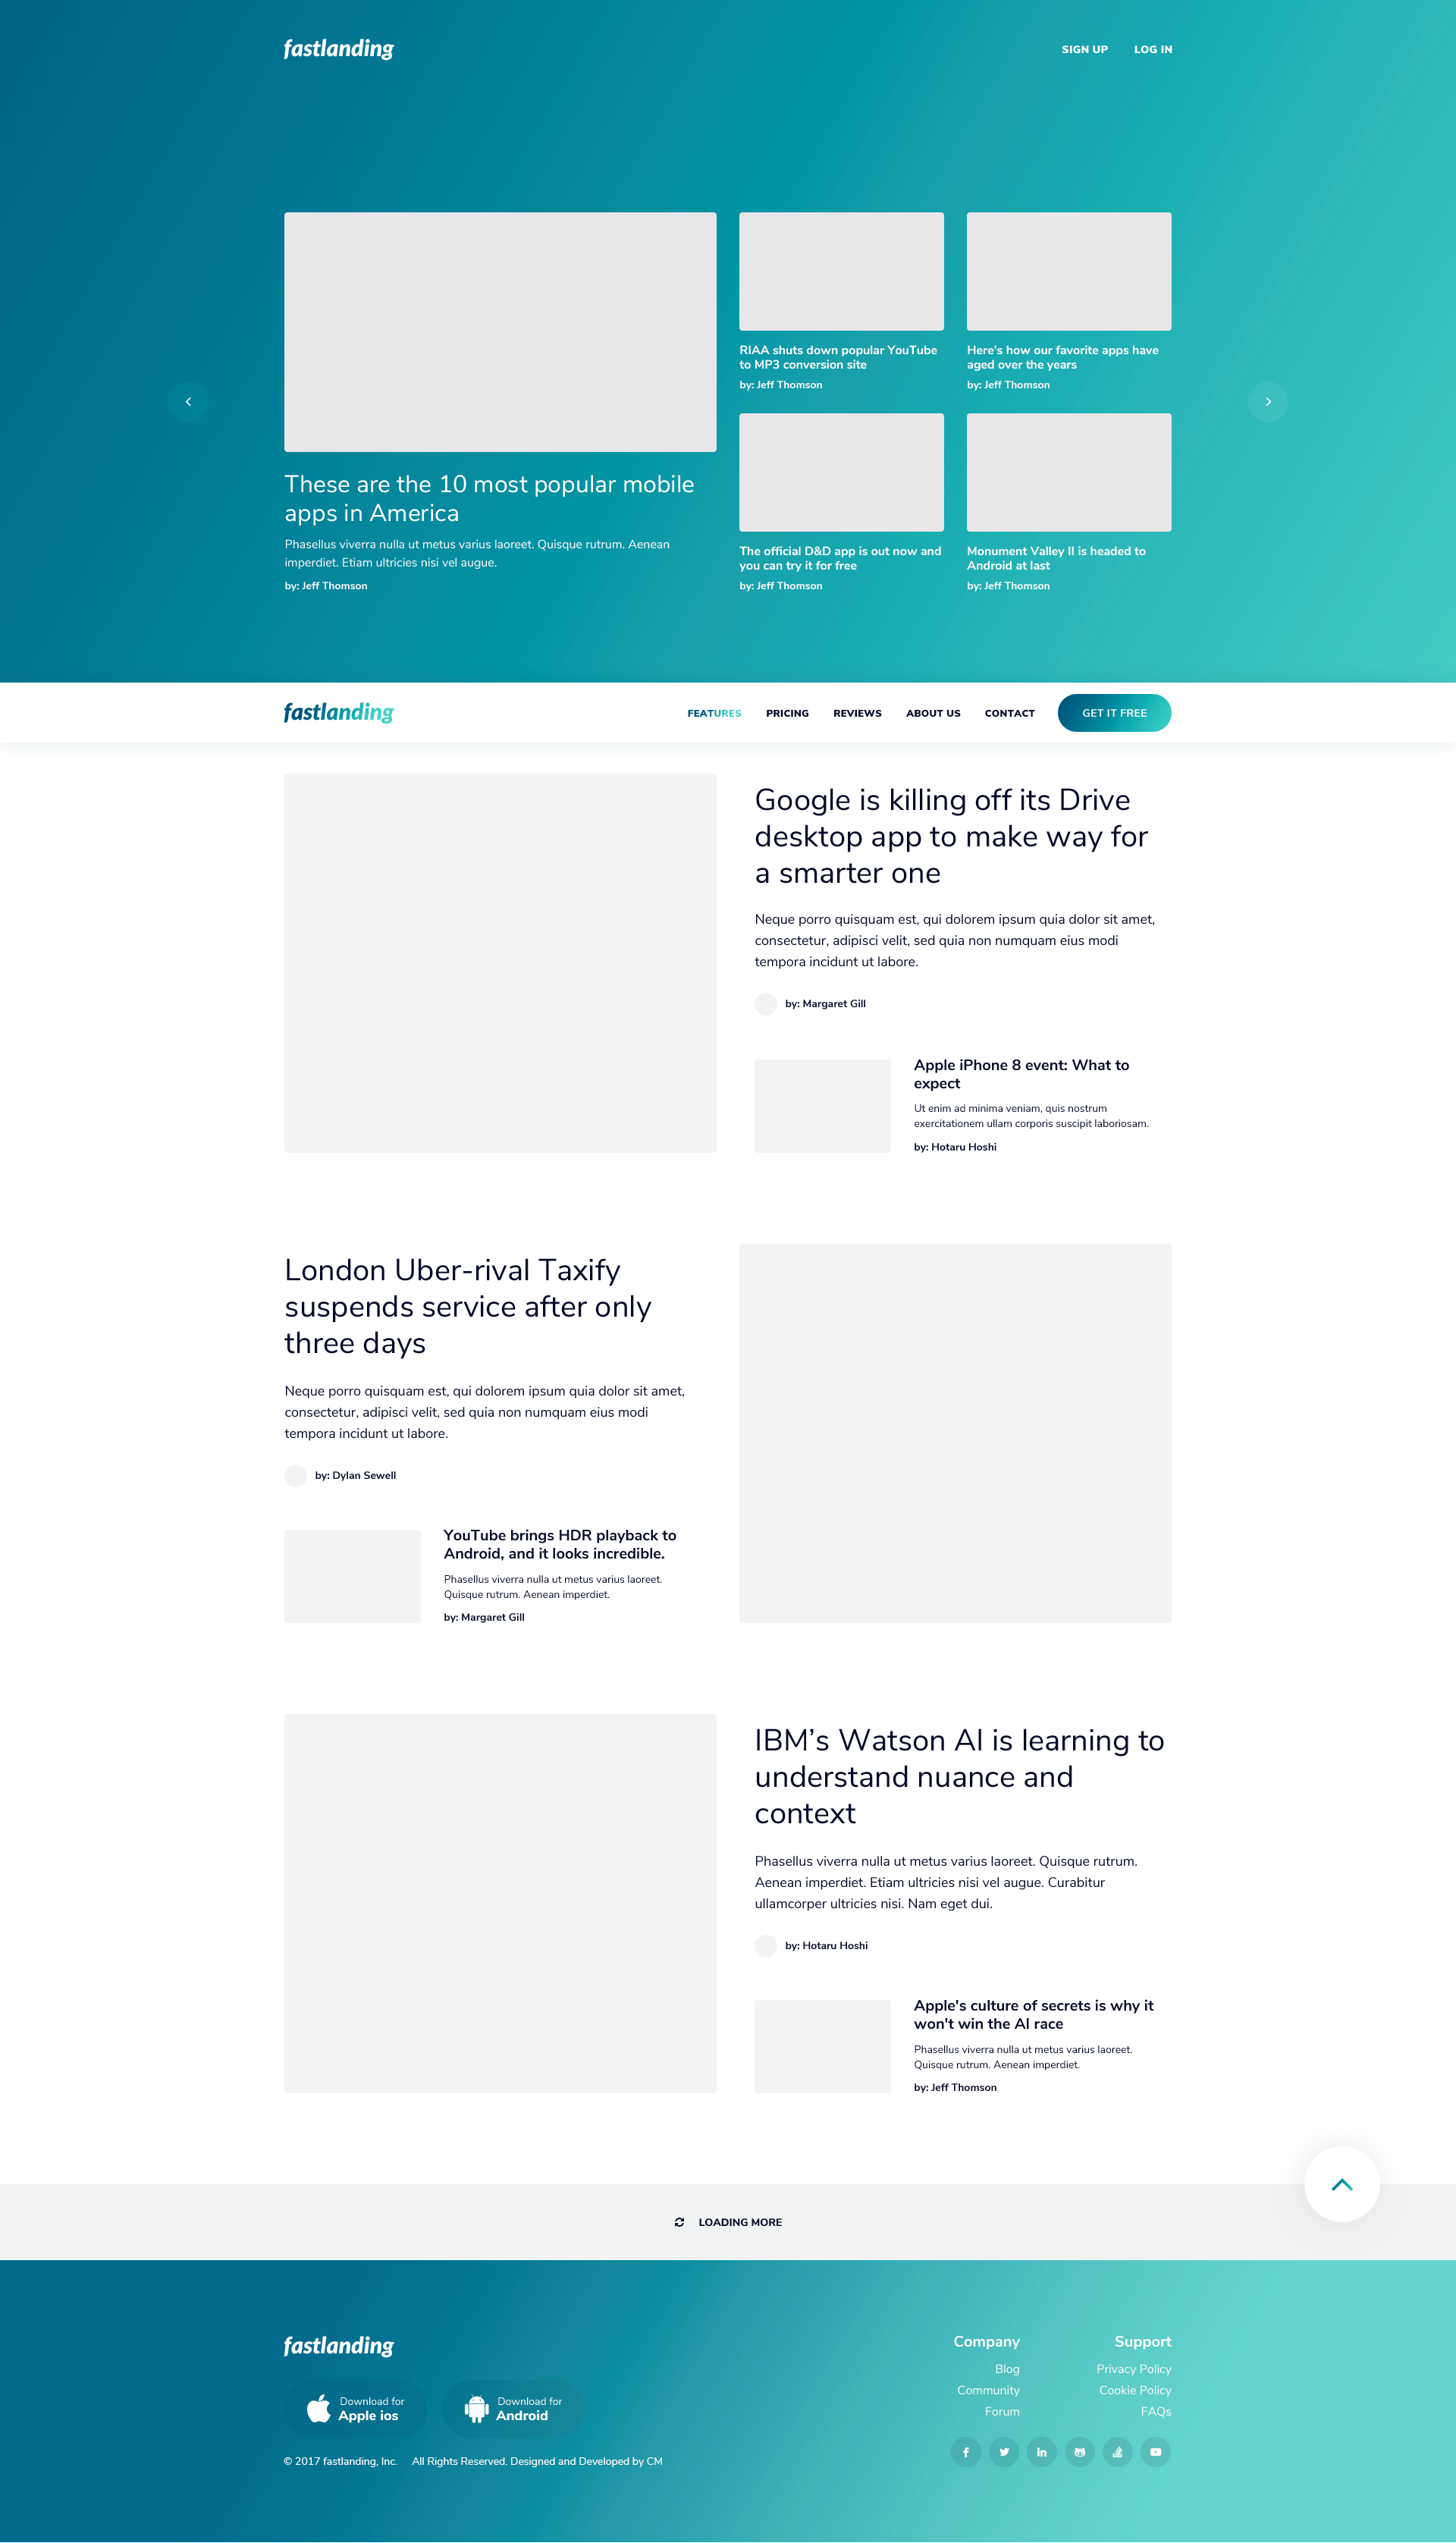 fastlanding
SIGN UP
LOG IN
These are the 10 most popular mobile
apps in America
Phasellus viverra nulla ut metus varius laoreet. Quisque rutrum. Aenean
imperdiet. Etiam ultricies nisi vel augue.
by: Jeff Thomson
RIAA shuts down popular YouTube
to MP3 conversion site
by: Jeff Thomson
Here's how our favorite apps have
aged over the years
by: Jeff Thomson
The official D&D app is out now and
you can try it for free
by: Jeff Thomson
Monument Valley II is headed to
Android at last
by: Jeff Thomson
fastlanding
FEATURES
PRICING
REVIEWS
ABOUT US
CONTACT
GET IT FREE
Google is killing off its Drive
desktop app to make way for
a smarter one
Neque porro quisquam est, qui dolorem ipsum quia dolor sit amet,
consectetur, adipisci velit, sed quia non numquam eius modi
tempora incidunt ut labore.
by: Margaret Gill
Apple iPhone 8 event: What to
expect
Ut enim ad minima veniam, quis nostrum
exercitationem ullam corporis suscipit laboriosam.
by: Hotaru Hoshi
London Uber-rival Taxify
suspends service after only
three days
Neque porro quisquam est, qui dolorem ipsum quia dolor sit amet,
consectetur, adipisci velit, sed quia non numquam eius modi
tempora incidunt ut labore.
by: Dylan Sewell
YouTube brings HDR playback to
Android, and it looks incredible.
Phasellus viverra nulla ut metus varius laoreet.
Quisque rutrum. Aenean imperdiet.
by: Margaret Gill
IBM’s Watson AI is learning to
understand nuance and
context
Phasellus viverra nulla ut metus varius laoreet. Quisque rutrum.
Aenean imperdiet. Etiam ultricies nisi vel augue. Curabitur
ullamcorper ultricies nisi. Nam eget dui.
by: Hotaru Hoshi
Apple's culture of secrets is why it
won't win the AI race
Phasellus viverra nulla ut metus varius laoreet.
Quisque rutrum. Aenean imperdiet.
by: Jeff Thomson
LOADING MORE
fastlanding
Download for
Apple ios
Download for
Android
© 2017 fastlanding, Inc.
All Rights Reserved. Designed and Developed by CM
Company
Blog
Community
Forum
Support
Privacy Policy
Cookie Policy
FAQs